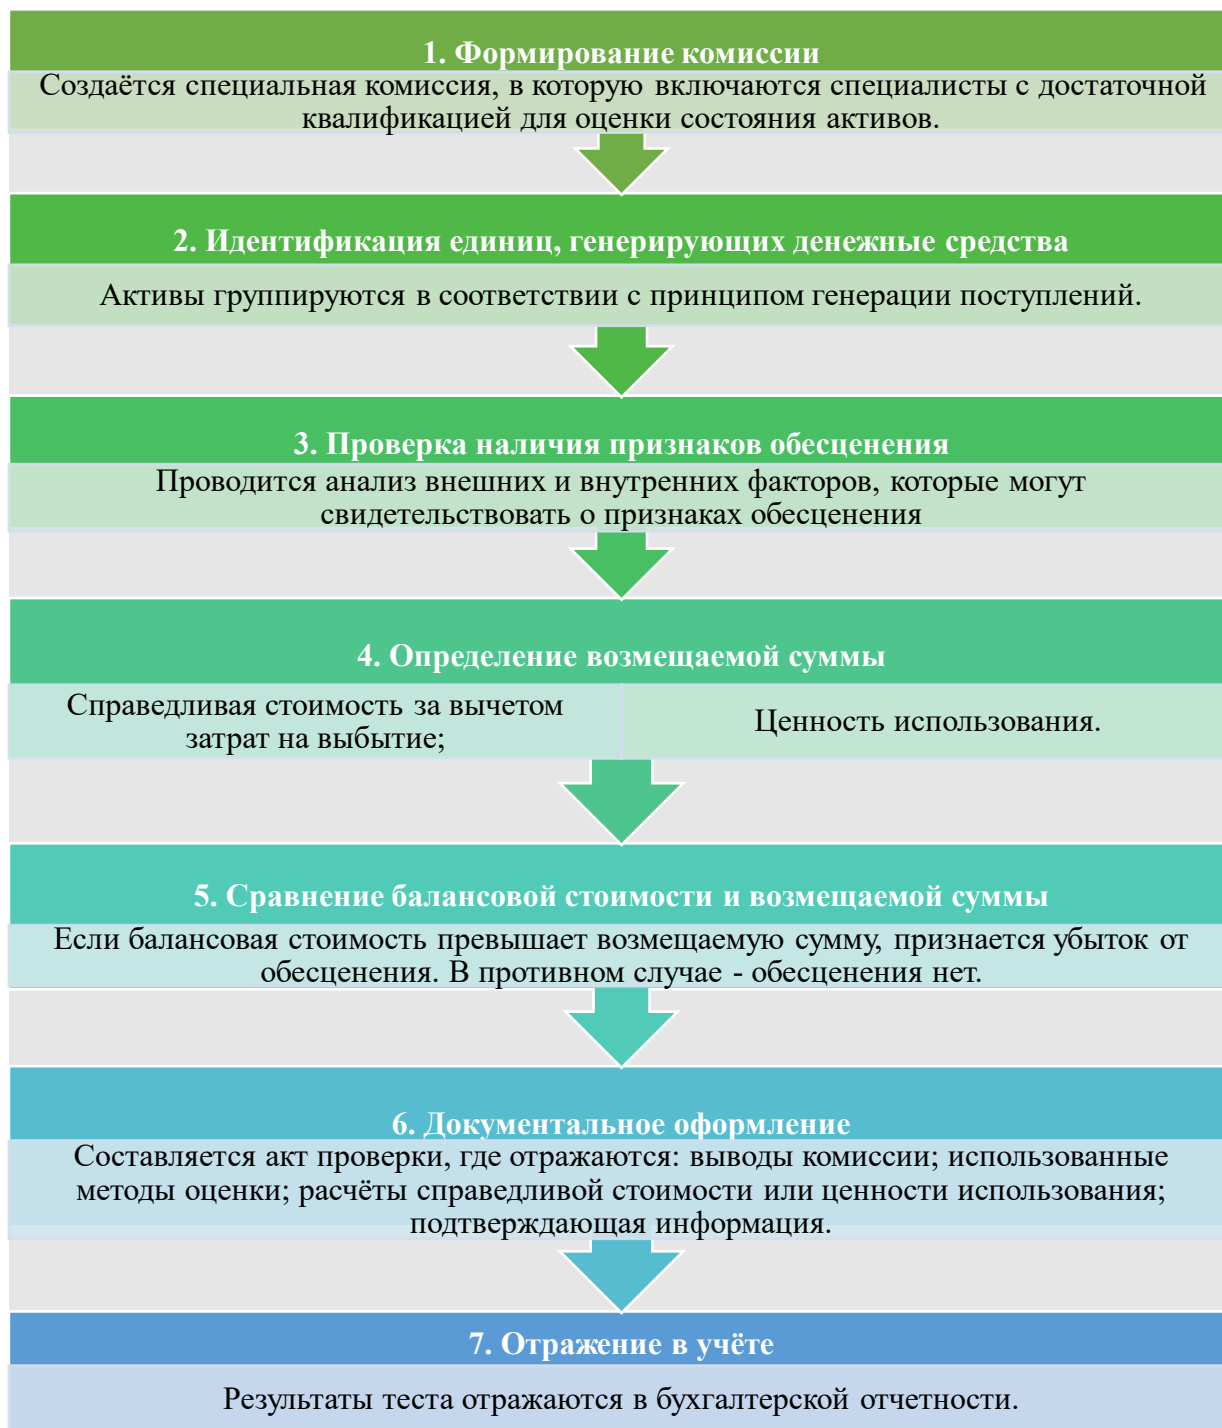 1. Формирование комиссии
Создаётся специальная комиссия, в которую включаются специалисты с достаточной
квалификацией для оценки состояния активов.
2. Идентификация единиц, генерирующих денежные средства
Активы группируются в соответствии с принципом генерации поступлений.
3. Проверка наличия признаков обесценения
Проводится анализ внешних и внутренних факторов, которые могут
свидетельствовать о признаках обесценения
4. Определение возмещаемой суммы
Справедливая стоимость за вычетом
затрат на выбытие;
Ценность использования.
5. Сравнение балансовой стоимости и возмещаемой суммы
Если балансовая стоимость превышает возмещаемую сумму, признается убыток от
обесценения. В противном случае - обесценения нет.
6. Документальное оформление
Составляется акт проверки, где отражаются: выводы комиссии; использованные
методы оценки; расчёты справедливой стоимости или ценности использования;
подтверждающая информация.
7. Отражение в учёте
Результаты теста отражаются в бухгалтерской отчетности.